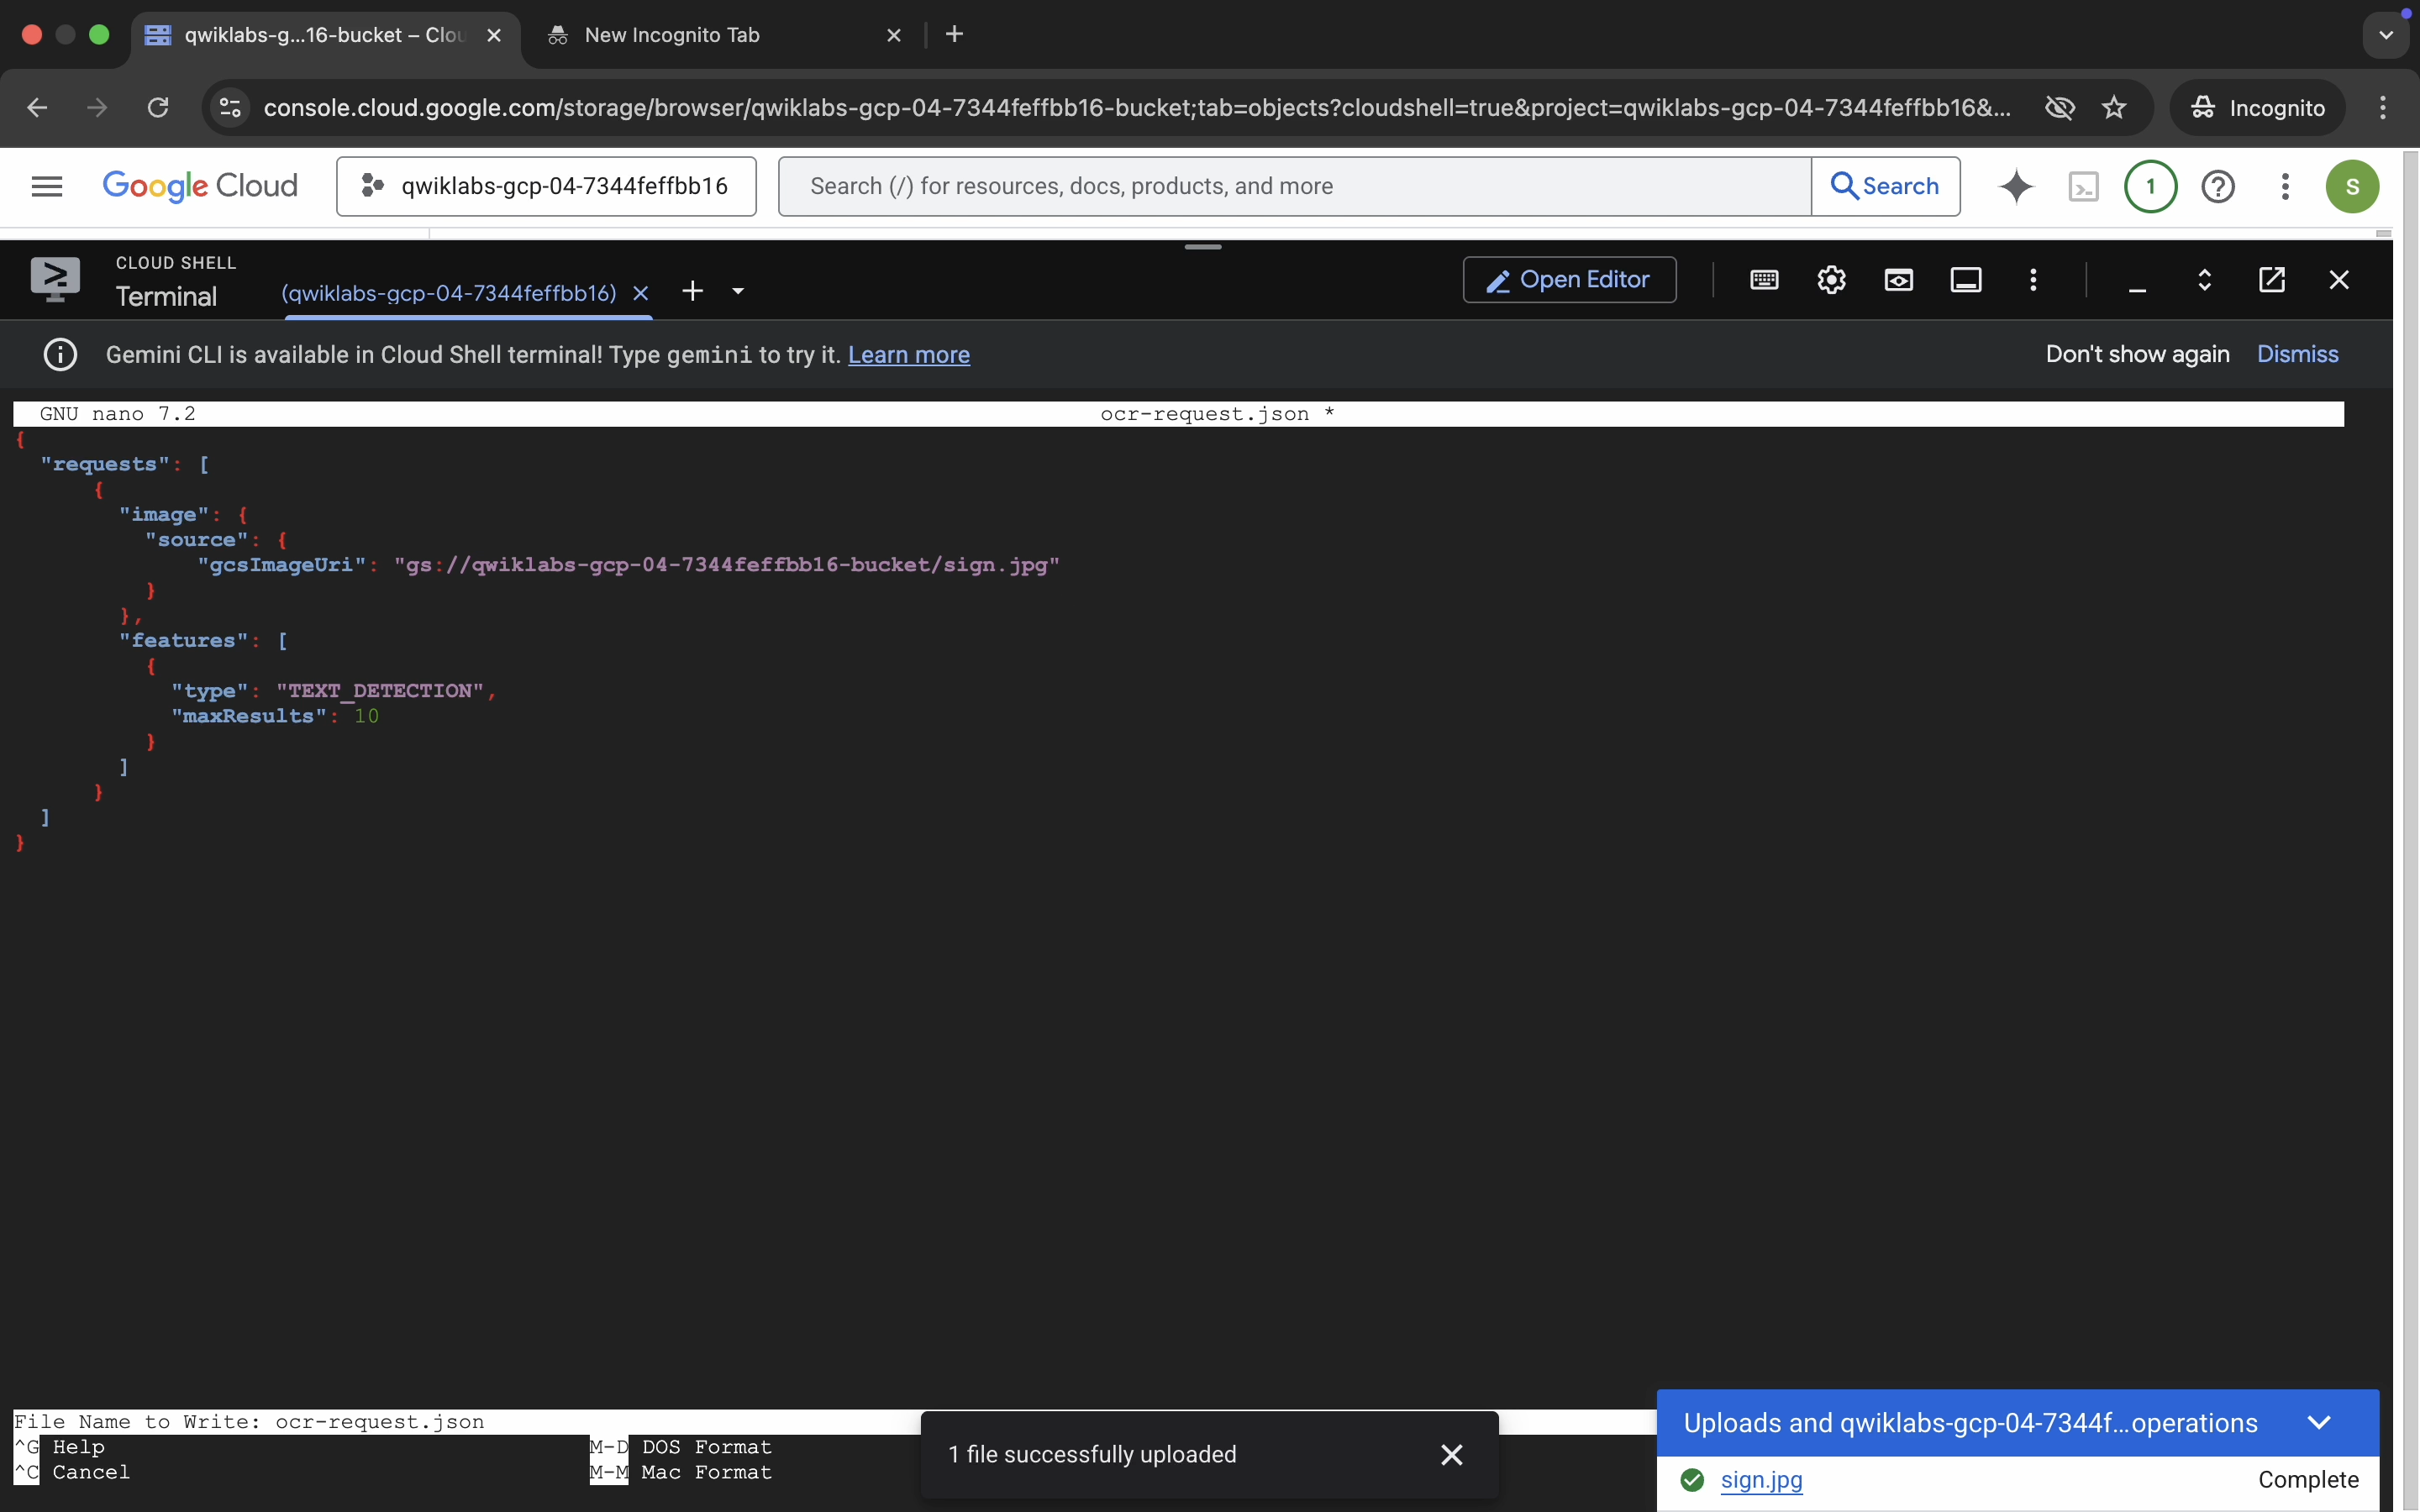 qwiklabs-g...16-bucket – Clou
New Incognito Tab
console.cloud.google.com/storage/browser/qwiklabs-gcp-04-7344feffbb16-bucket;tab=objects?cloudshell=true&project=qwiklabs-gcp-04-7344feffbb16&...
Incognito
Google Cloud
qwiklabs-gcp-04-7344feffbb16
Search (/) for resources, docs, products, and more
Search
1
S
CLOUD SHELL
Terminal
(qwiklabs-gcp-04-7344feffbb16)
Open Editor
Gemini CLI is available in Cloud Shell terminal! Type gemini to try it. Learn more
Don't show again
Dismiss
GNU nano 7.2
ocr-request.json *
{
"requests": [
{
"image": {
"source": {
"gcsImageUri": "gs://qwiklabs-gcp-04-7344feffbb16-bucket/sign.jpg"
}
},
"features": [
{
"type": "TEXT_DETECTION",
"maxResults": 10
}
]
}
]
}
File Name to Write: ocr-request.json
^G Help
M-D DOS Format
^C Cancel
M-M Mac Format
1 file successfully uploaded
Uploads and qwiklabs-gcp-04-7344f...operations
sign.jpg
Complete